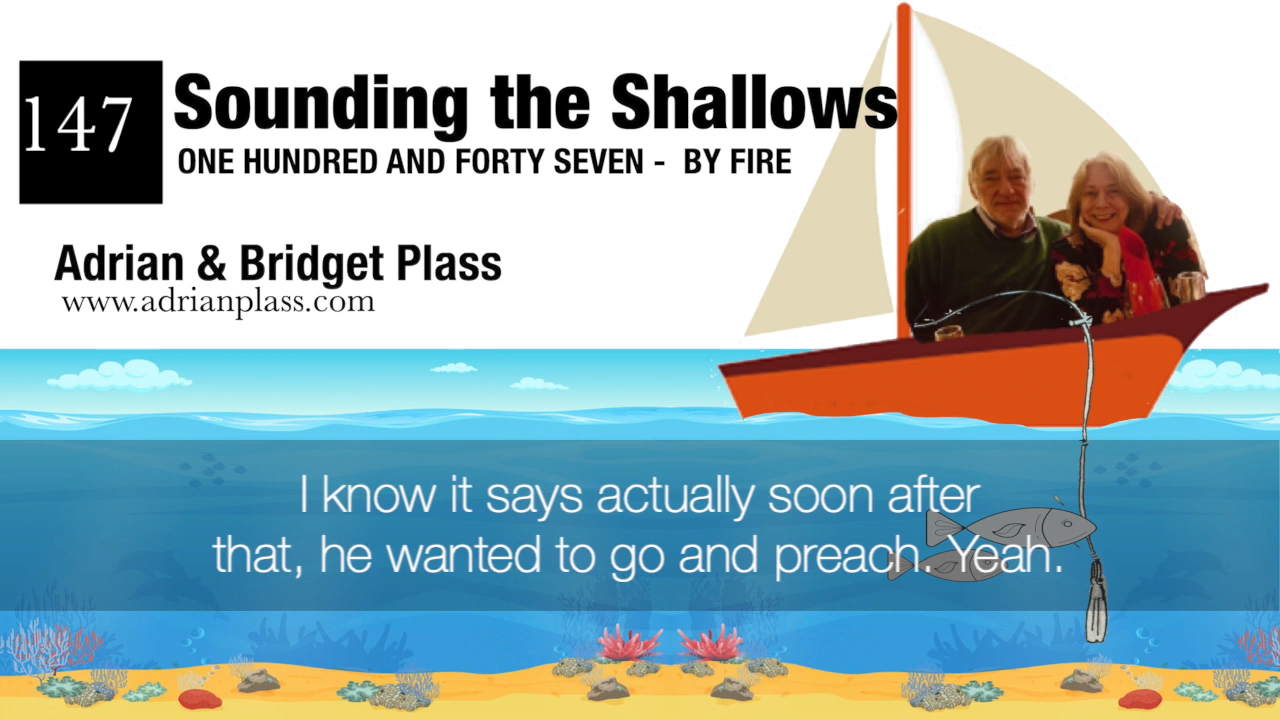 147
Sounding the Shallows
ONE HUNDRED AND FORTY SEVEN - BY FIRE
Adrian & Bridget Plass
www.adrianplass.com
I know it says actually soon after
that, he wanted to go and preach. Yeah.